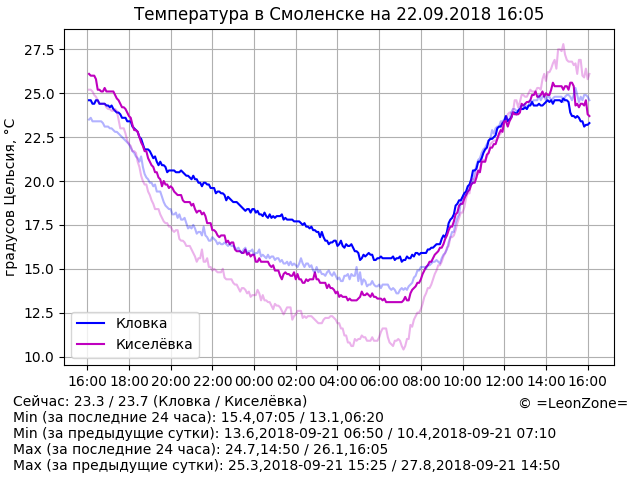 Температура в Смоленске на 22.09.2018 16:05
27.5
25.0
22.5
20.0
17.5
15.0
12.5
10.0
градусов Цельсия, °C
Кловка
Киселёвка
16:00 18:00 20:00 22:00 00:00 02:00 04:00 06:00 08:00 10:00 12:00 14:00 16:00
Сейчас: 23.3 / 23.7 (Кловка / Киселёвка)
© =LeonZone=
Min (за последние 24 часа): 15.4,07:05 / 13.1,06:20
Min (за предыдущие сутки): 13.6,2018-09-21 06:50 / 10.4,2018-09-21 07:10
Max (за последние 24 часа): 24.7,14:50 / 26.1,16:05
Max (за предыдущие сутки): 25.3,2018-09-21 15:25 / 27.8,2018-09-21 14:50